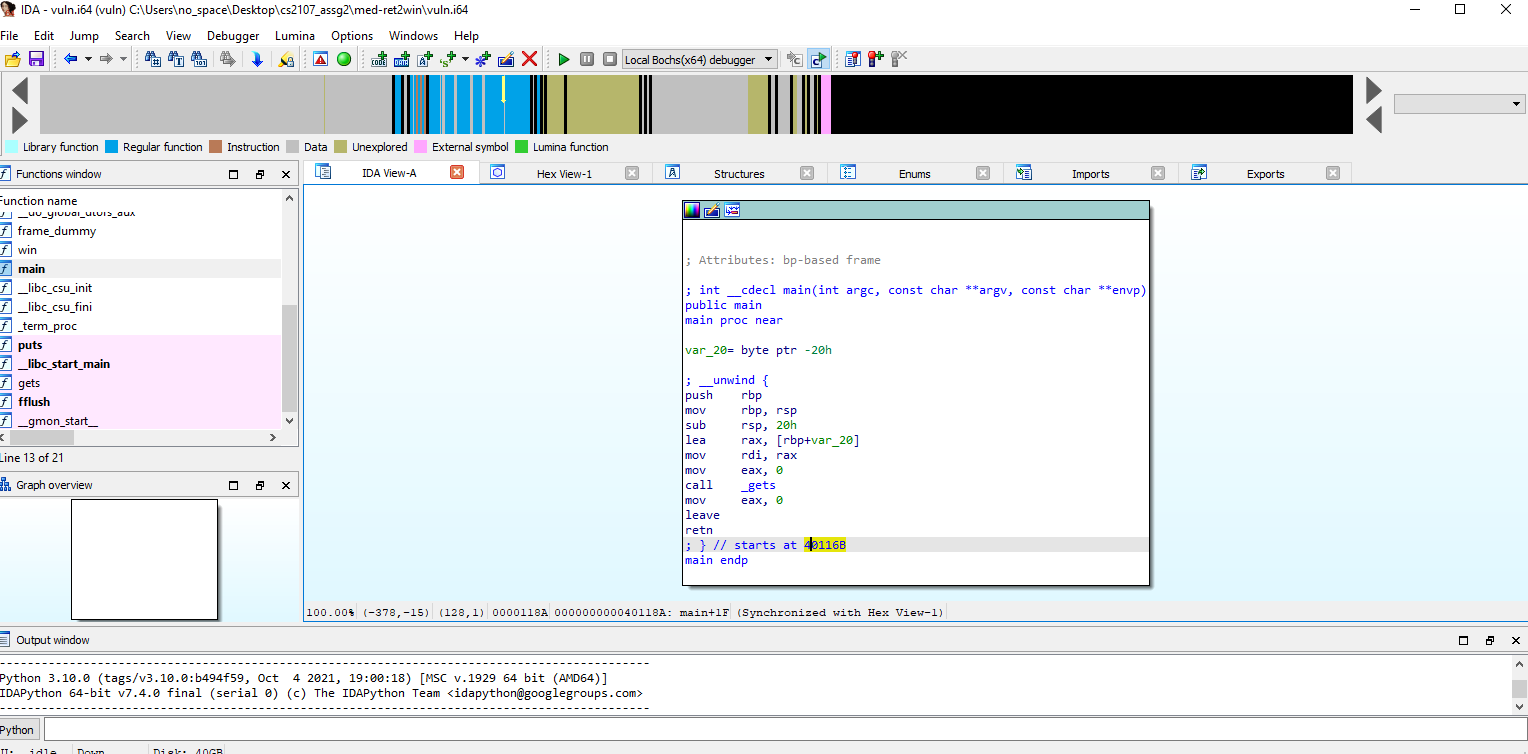 IDA - vuln.i64 (vuln) C:\Users\no_space\Desktop\cs2107_assg2\med-ret2win\vuln.i64
File Edit Jump Search View Debugger Lumina Options Windows Help
Local Bochs(x64) debugger
Library function Regular function Instruction Data Unexplored External symbol Lumina function
Functions window
IDA View-A Hex View-1 Structures Enums Imports Exports
Function name
__do_global_dtors_aux
frame_dummy
win
main
__libc_csu_init
__libc_csu_fini
_term_proc
puts
__libc_start_main
gets
fflush
__gmon_start__
Line 13 of 21
Graph overview
; Attributes: bp-based frame
; int __cdecl main(int argc, const char **argv, const char **envp)
public main
main proc near
var_20= byte ptr -20h
; __unwind {
push rbp
mov rbp, rsp
sub rsp, 20h
lea rax, [rbp+var_20]
mov rdi, rax
mov eax, 0
call _gets
mov eax, 0
leave
retn
; } // starts at 40116B
main endp
100.00% (-378,-15) (128,1) 0000118A 000000000040118A: main+1F (Synchronized with Hex View-1)
Output window
---------------------------------------------------------------------------------------------
Python 3.10.0 (tags/v3.10.0:b494f59, Oct  4 2021, 19:00:18) [MSC v.1929 64 bit (AMD64)]
IDAPython 64-bit v7.4.0 final (serial 0) (c) The IDAPython Team <idapython@googlegroups.com>
---------------------------------------------------------------------------------------------
Python
idle Down Disk: 40GB